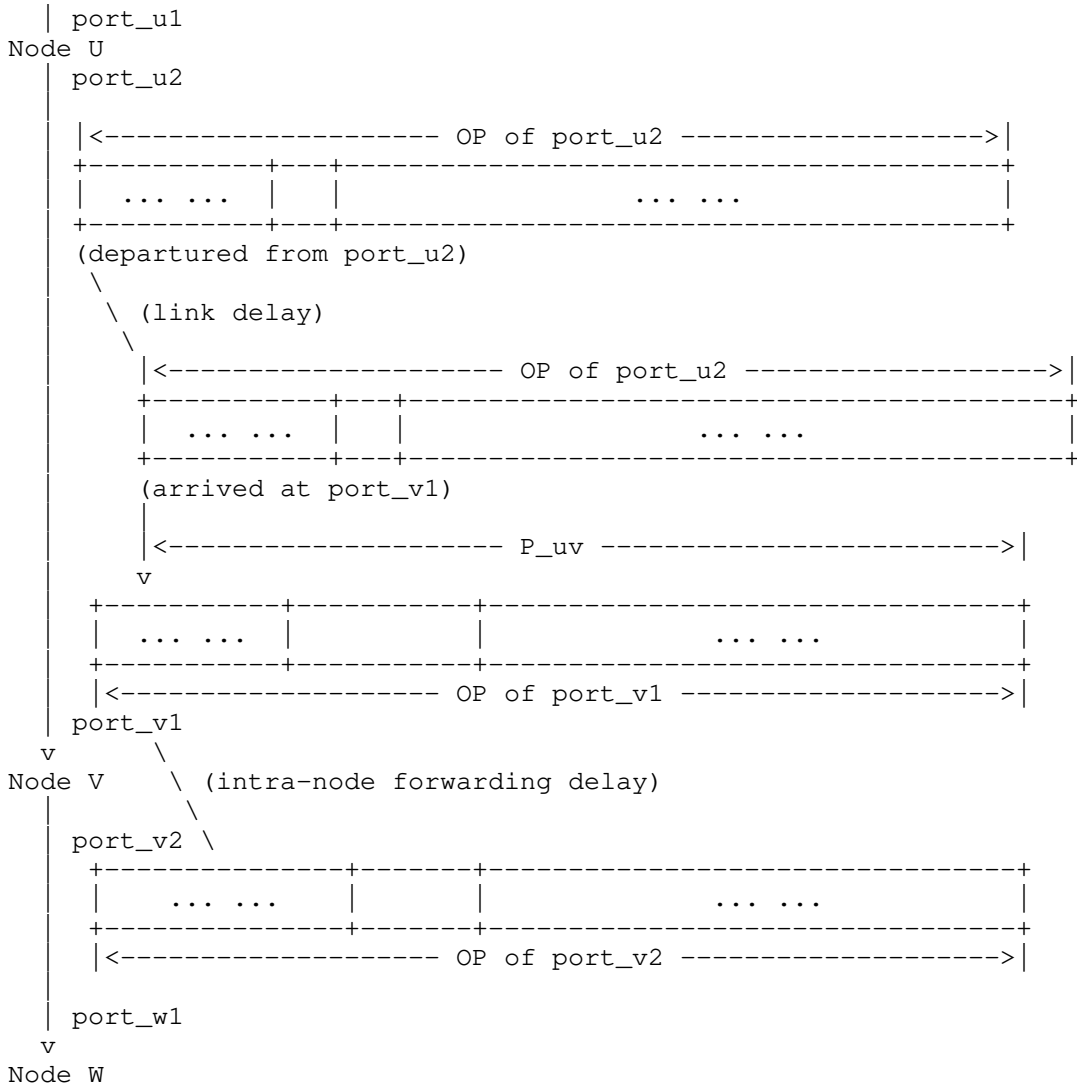 port_u1
Node U
port_u2
|<--------------------- OP of port_u2 ------------------->|
... ... ... ...
(departured from port_u2)
(link delay)
|<--------------------- OP of port_u2 ------------------->|
... ... ... ...
(arrived at port_v1)
|<--------------------- P_uv ------------------------->|
v
... ... ... ...
|<-------------------- OP of port_v1 -------------------->|
port_v1
v
Node V (intra-node forwarding delay)
port_v2
... ... ... ...
|<-------------------- OP of port_v2 -------------------->|
port_w1
v
Node W